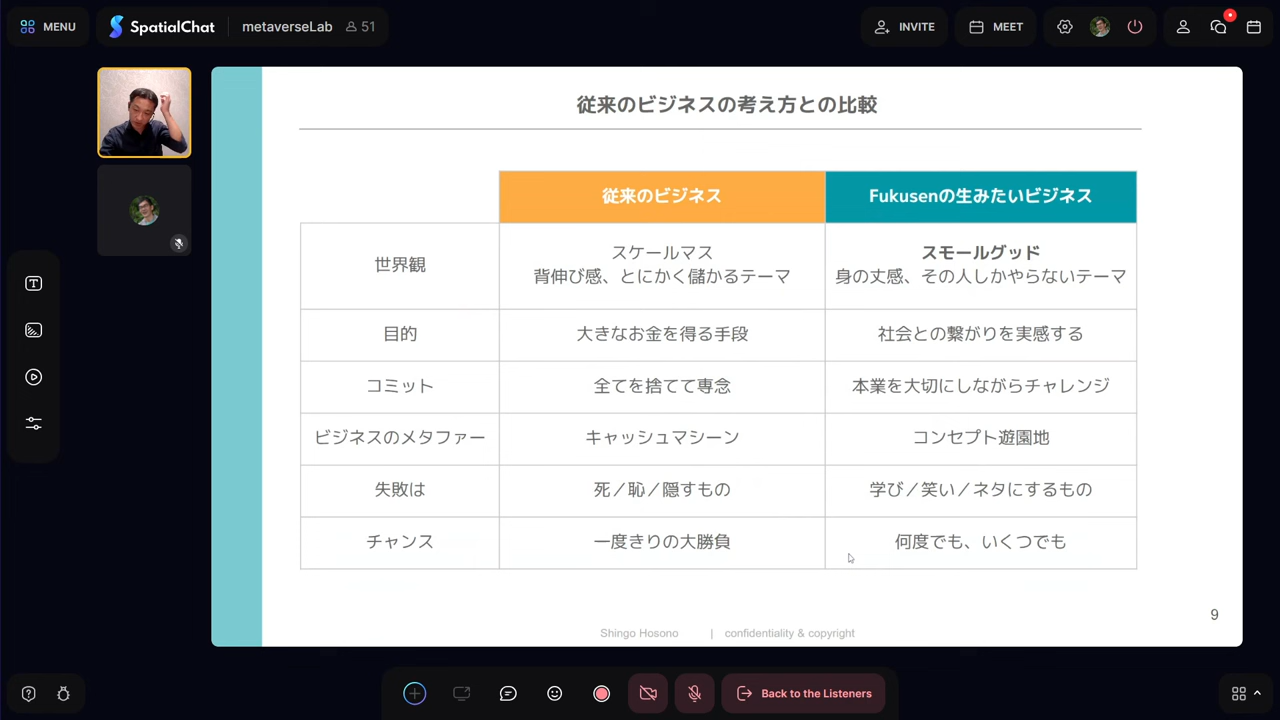 MENU
SpatialChat
metaverseLab
51
INVITE
MEET
従来のビジネスの考え方との比較
従来のビジネス
Fukusenの生みたいビジネス
世界観
スケールマス
背伸び感、とにかく儲かるテーマ
スモールグッド
身の丈感、その人しかやらないテーマ
目的
大きなお金を得る手段
社会との繋がりを実感する
コミット
全てを捨てて専念
本業を大切にしながらチャレンジ
ビジネスのメタファー
キャッシュマシーン
コンセプト遊園地
失敗は
死／恥／隠すもの
学び／笑い／ネタにするもの
チャンス
一度きりの大勝負
何度でも、いくつでも
9
Shingo Hosono | confidentiality & copyright
Back to the Listeners